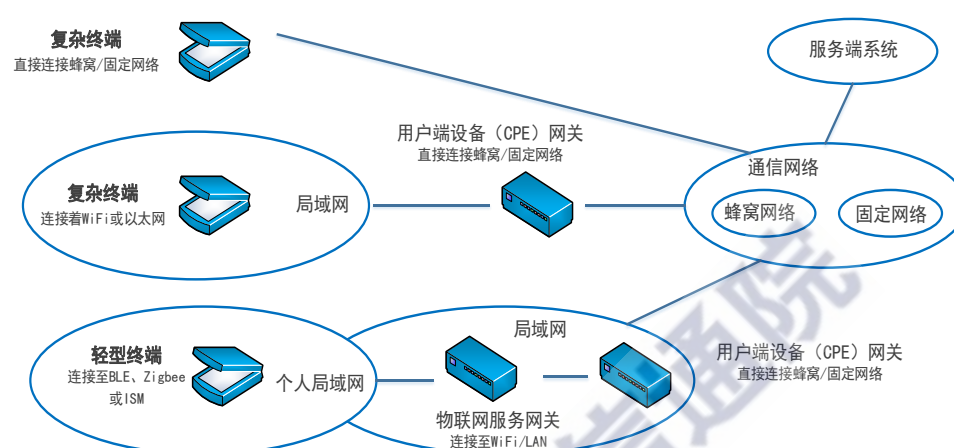 复杂终端
直接连接蜂窝/固定网络
服务端系统
用户端设备（CPE）网关
直接连接蜂窝/固定网络
通信网络
蜂窝网络
固定网络
复杂终端
连接着WiFi或以太网
局域网
局域网
轻型终端
连接至BLE、Zigbee
或ISM
个人局域网
物联网服务网关
连接至WiFi/LAN
用户端设备（CPE）网关
直接连接蜂窝/固定网络
信通院